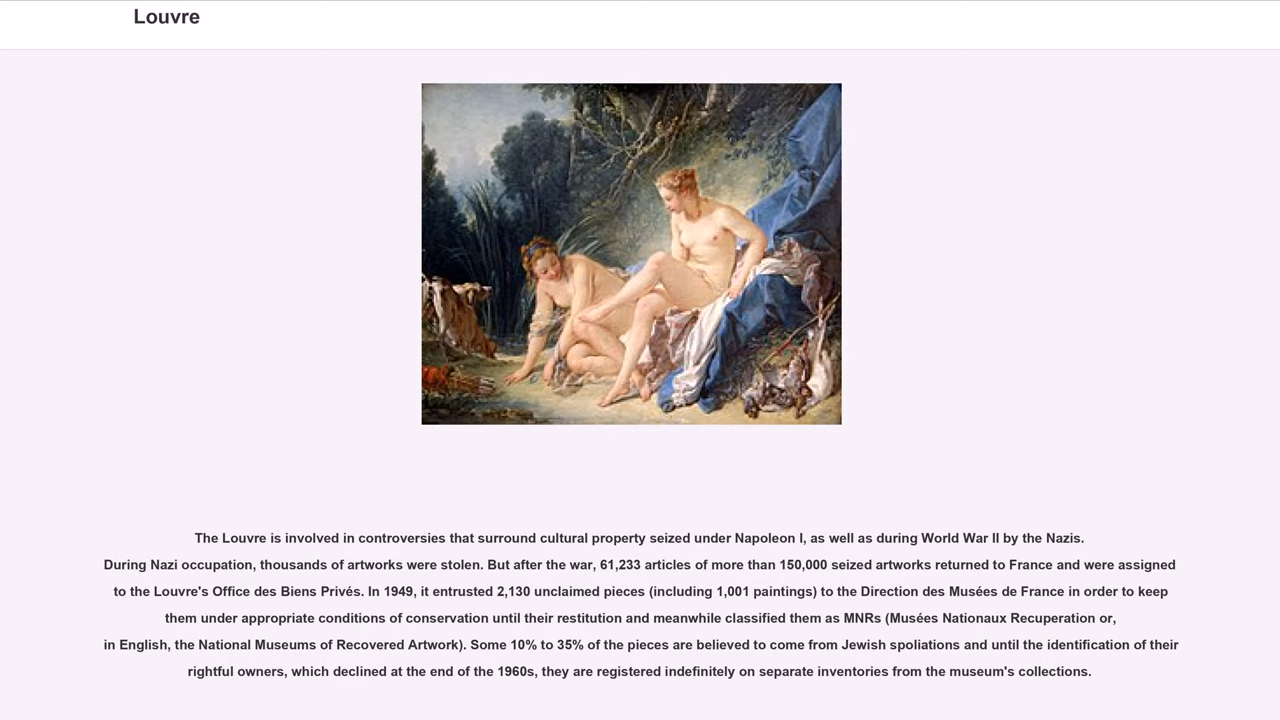 Louvre
The Louvre is involved in controversies that surround cultural property seized under Napoleon I, as well as during World War II by the Nazis.
During Nazi occupation, thousands of artworks were stolen. But after the war, 61,233 articles of more than 150,000 seized artworks returned to France and were assigned
to the Louvre's Office des Biens Privés. In 1949, it entrusted 2,130 unclaimed pieces (including 1,001 paintings) to the Direction des Musées de France in order to keep
them under appropriate conditions of conservation until their restitution and meanwhile classified them as MNRs (Musées Nationaux Recuperation or,
in English, the National Museums of Recovered Artwork). Some 10% to 35% of the pieces are believed to come from Jewish spoliations and until the identification of their
rightful owners, which declined at the end of the 1960s, they are registered indefinitely on separate inventories from the museum's collections.